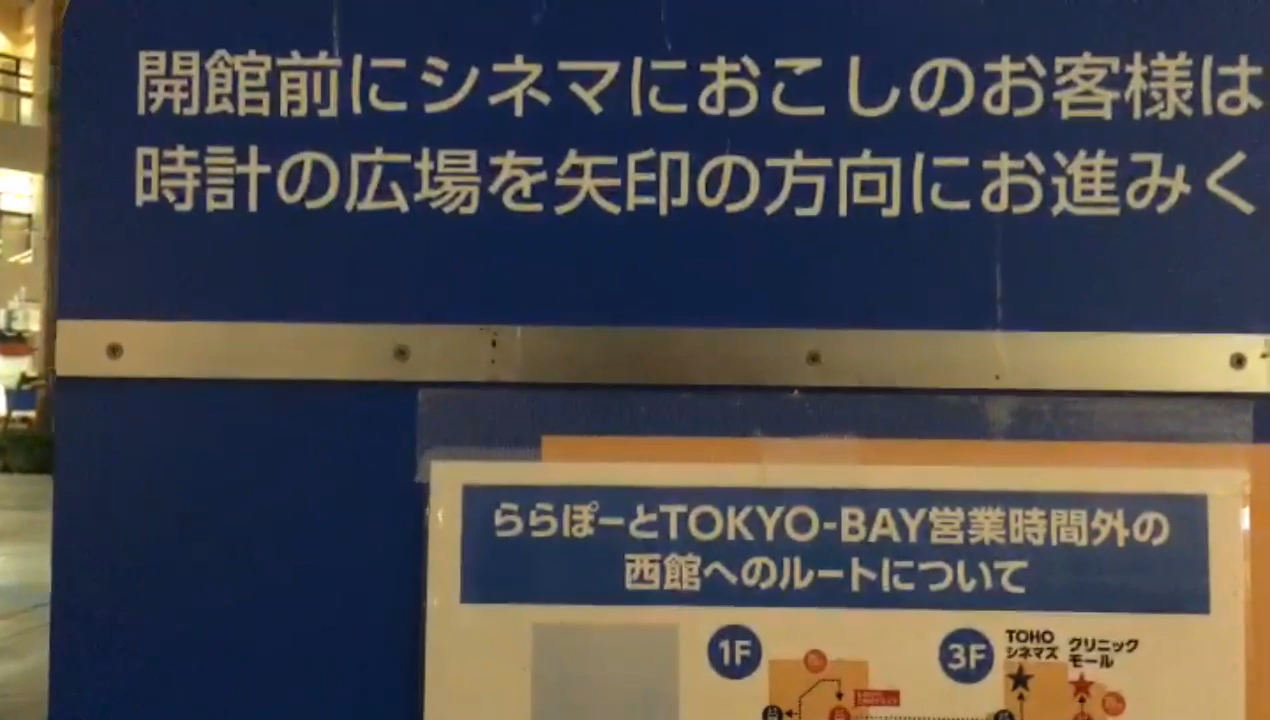 開館前にシネマにおこしのお客様は
時計の広場を矢印の方向にお進みく
ららぽーとTOKYO-BAY営業時間外の
西館へのルートについて
1F
3F
TOHO
シネマズ
クリニック
モール